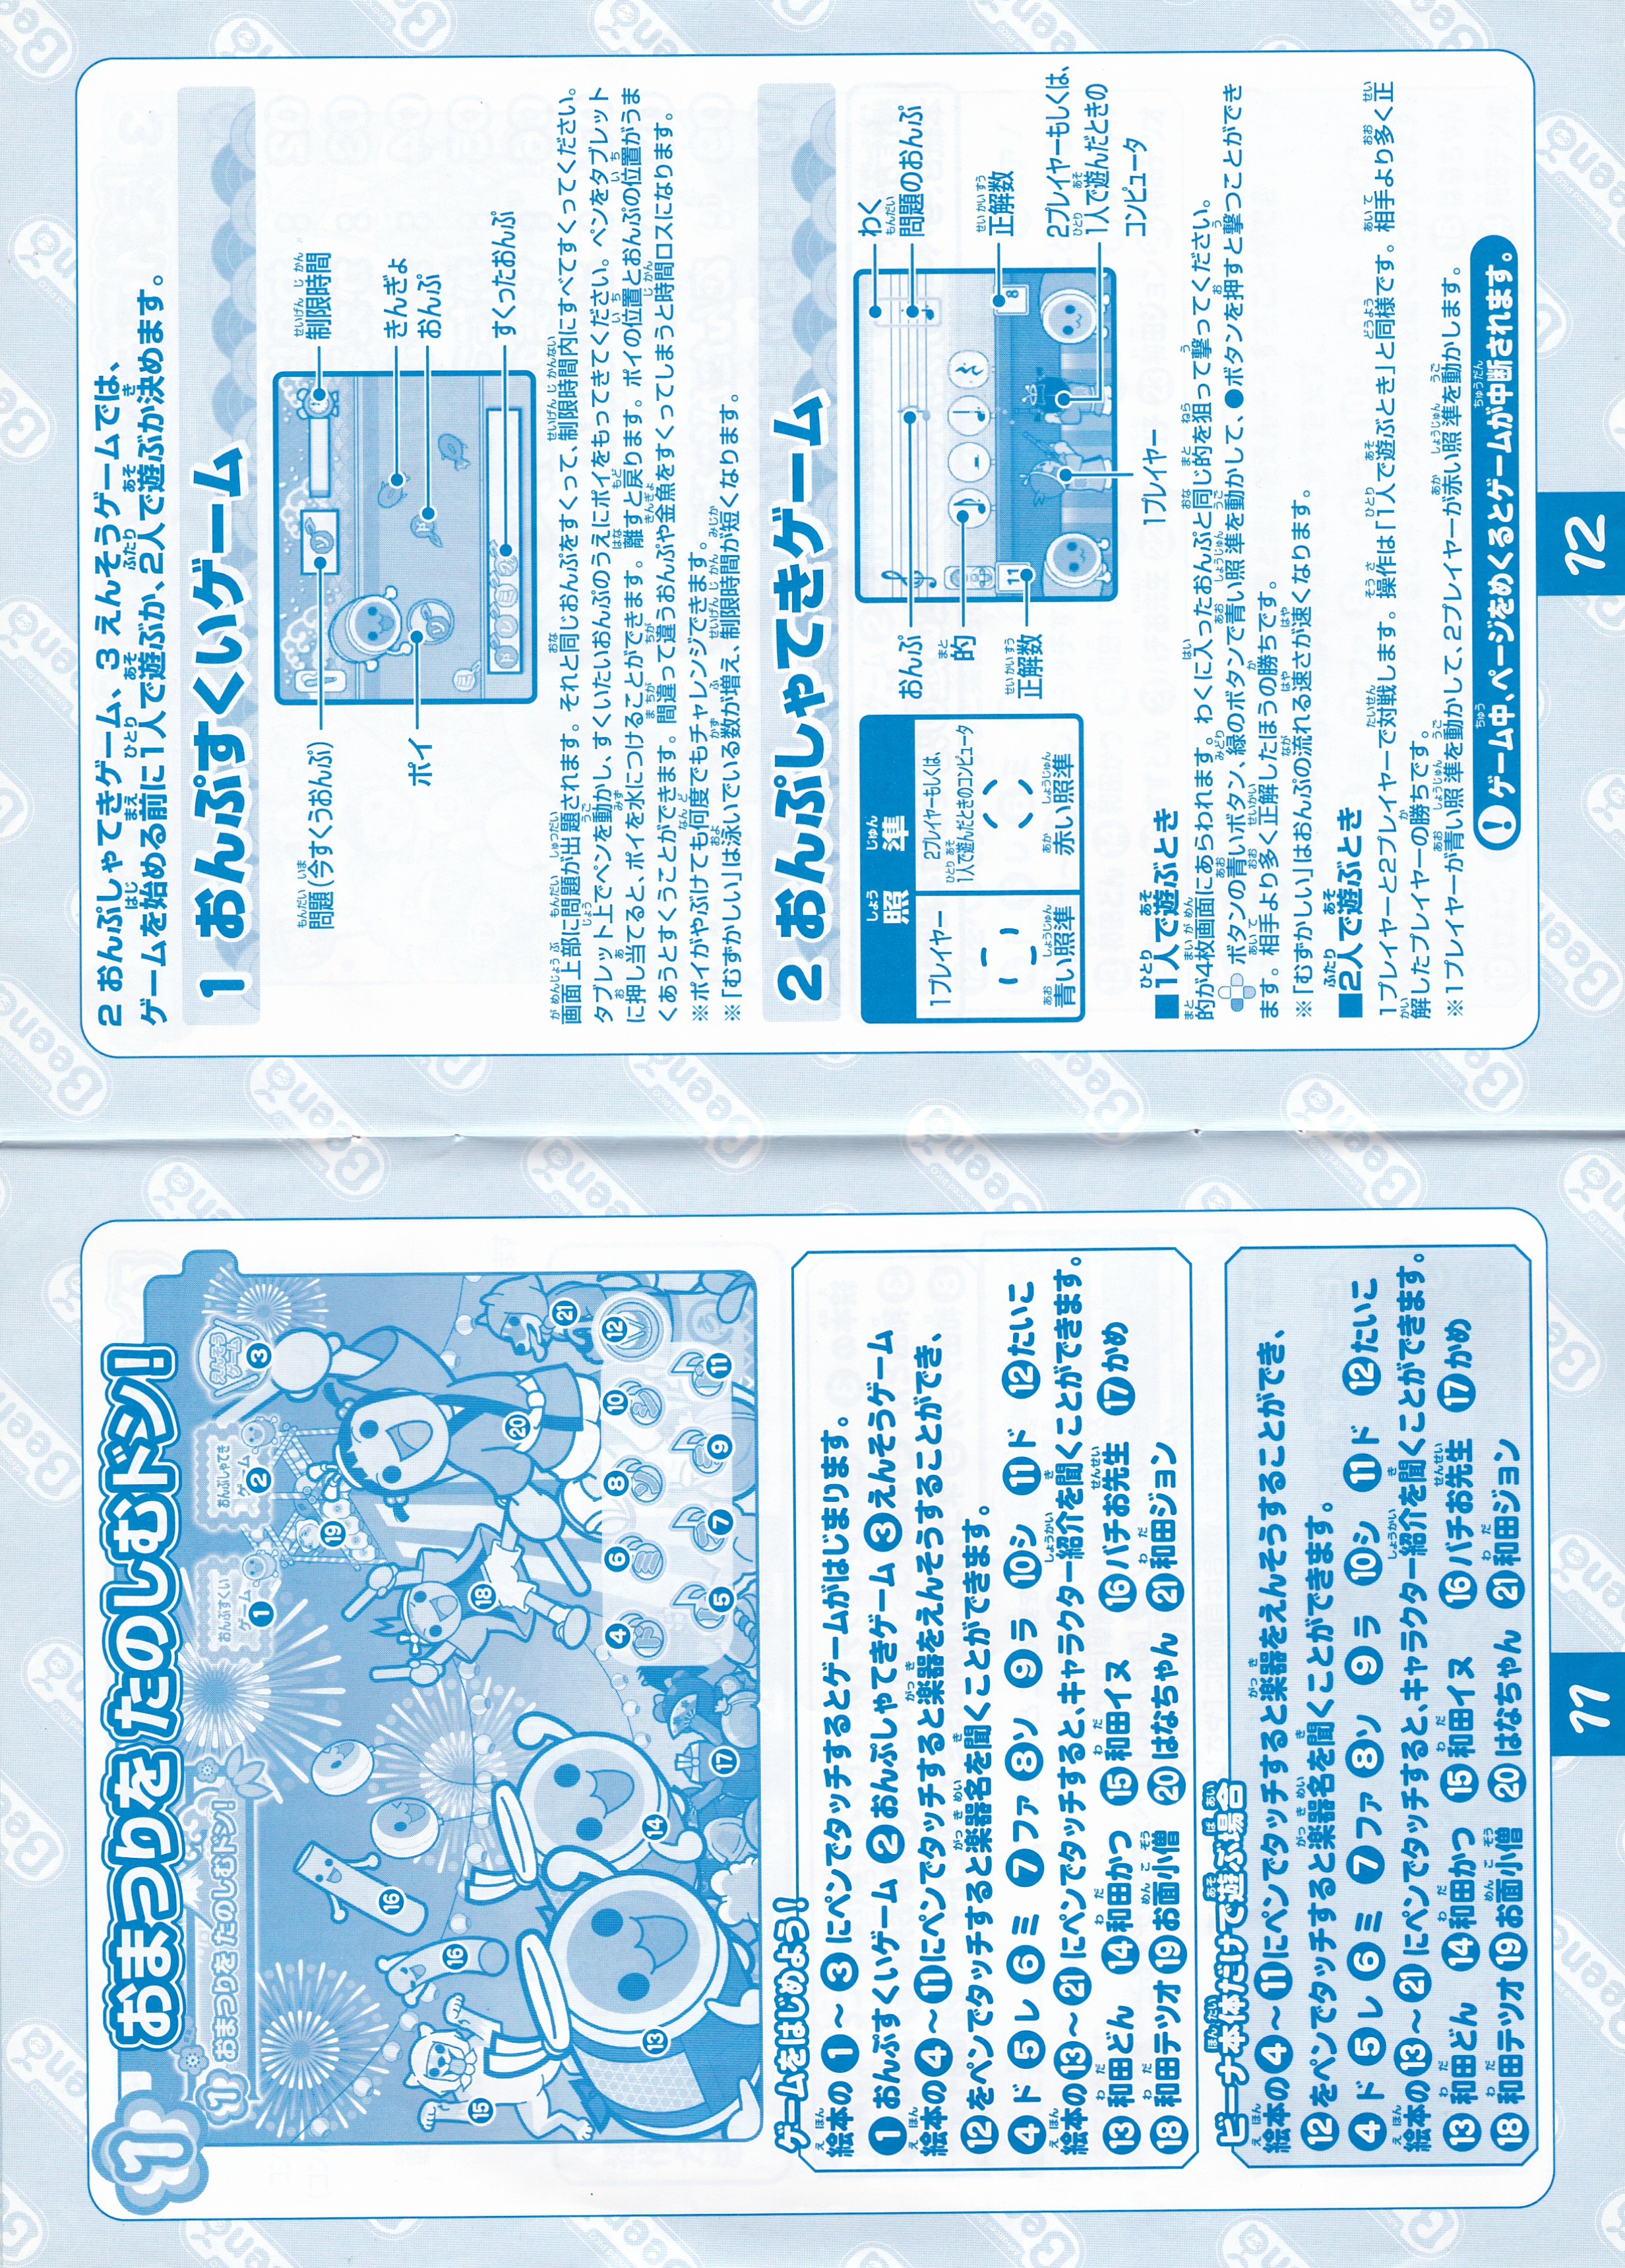 1 おまつりを たのしむドン!
1 おまつりを たのしむドン!
おんぷすくい
ゲーム
1
おんぷしゃてき
ゲーム
2
えんそう
ゲーム
3
19
16
16
15
18
20
21
13
14
17
4 6 8 10 12
ド ミ ソ シ
5 7 9 11
ゲームをはじめよう!
絵本の 1 ～ 3 にペンでタッチするとゲームがはじまります。
1 おんぷすくいゲーム 2 おんぷしゃてきゲーム 3 えんそうゲーム
絵本の 4 ～ 11 にペンでタッチすると楽器をえんそうすることができ、
12 をペンでタッチすると楽器名を聞くことができます。
4 ド 5 レ 6 ミ 7 ファ 8 ソ 9 ラ 10 シ 11 ド 12 たいこ
絵本の 13 ～ 21 にペンでタッチすると、キャラクター紹介を聞くことができます。
13 和田どん 14 和田かつ 15 和田イヌ 16 バチお先生 17 かめ
18 和田テツオ 19 お面小僧 20 はなちゃん 21 和田ジョン
ビーナ本体だけで遊ぶ場合
絵本の 4 ～ 11 にペンでタッチすると楽器をえんそうすることができ、
12 をペンでタッチすると楽器名を聞くことができます。
4 ド 5 レ 6 ミ 7 ファ 8 ソ 9 ラ 10 シ 11 ド 12 たいこ
絵本の 13 ～ 21 にペンでタッチすると、キャラクター紹介を聞くことができます。
13 和田どん 14 和田かつ 15 和田イヌ 16 バチお先生 17 かめ
18 和田テツオ 19 お面小僧 20 はなちゃん 21 和田ジョン
11
2 おんぷしゃてきゲーム、3 えんそうゲームでは、
ゲームを始める前に1人で遊ぶか、2人で遊ぶか決めます。
1 おんぷすくいゲーム
問題(今すくうおんぷ)
制限時間
きんぎょ
ポイ
おんぷ
すくったおんぷ
画面上部に問題が出題されます。それと同じおんぷをすくって、制限時間内にすべてすくってください。
タブレット上でペンを動かし、すくいたいおんぷのうえにポイをもってきてください。ペンをタブレット
に押し当てると、ポイを水につけることができます。離すと戻ります。ポイの位置とおんぷの位置がうま
くあうとすくうことができます。間違って違うおんぷや金魚をすくってしまうと時間ロスになります。
※ポイがやぶけても何度でもチャレンジできます。
※「むずかしい」は泳いでいる数が増え、制限時間が短くなります。
2 おんぷしゃてきゲーム
照準
1プレイヤー
青い照準
2プレイヤーもしくは、
1人で遊んだときのコンピュータ
赤い照準
おんぷ
的
正解数
11
8
わく
問題のおんぷ
正解数
2プレイヤーもしくは、
1人で遊んだときの
コンピュータ
1プレイヤー
■1人で遊ぶとき
的が4枚画面にあらわれます。わくに入ったおんぷと同じ的を狙って撃ってください。
ボタンの青いボタン、緑のボタンで青い照準を動かして、●ボタンを押すと撃つことができ
ます。相手より多く正解したほうの勝ちです。
※「むずかしい」はおんぷの流れる速さが速くなります。
■2人で遊ぶとき
1プレイヤーと2プレイヤーで対戦します。操作は「1人で遊ぶとき」と同様です。相手より多く正
解したプレイヤーの勝ちです。
※1プレイヤーが青い照準を動かして、2プレイヤーが赤い照準を動かします。
! ゲーム中、ページをめくるとゲームが中断されます。
12